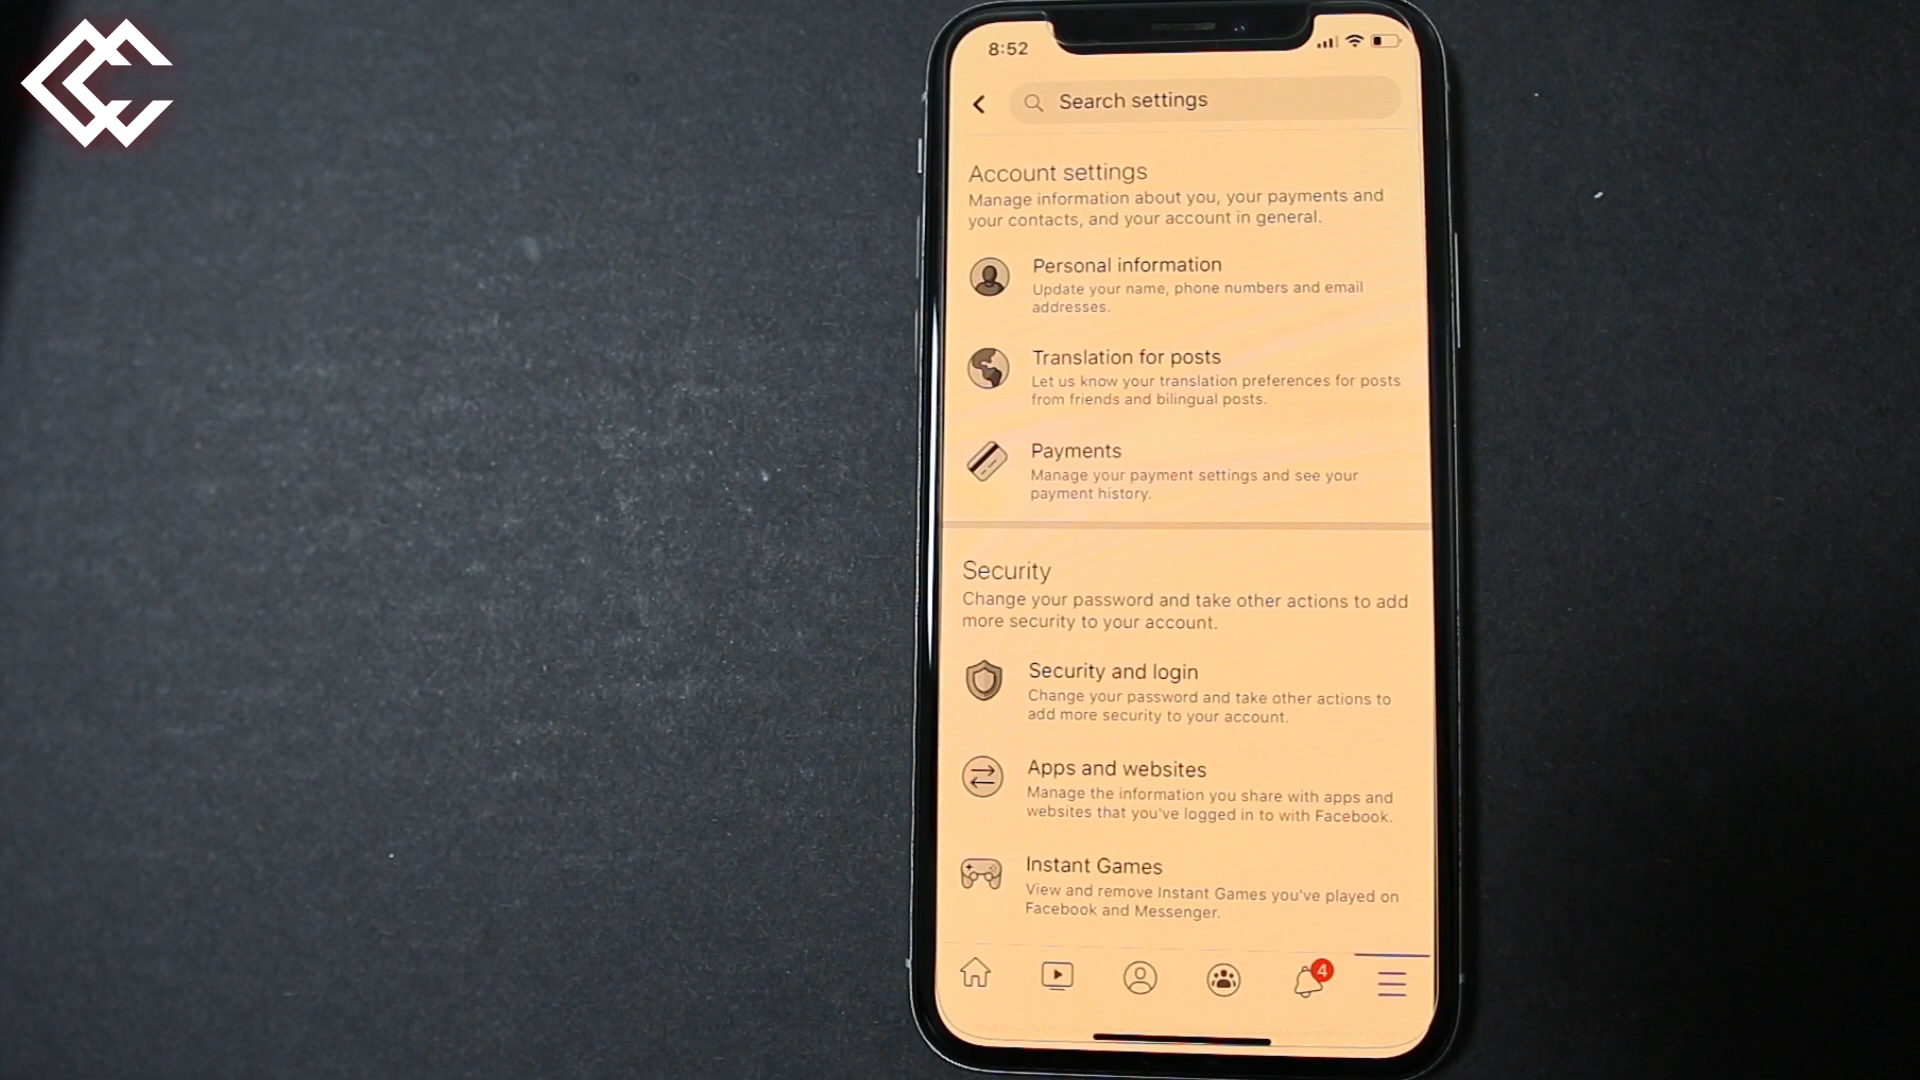 8:52
Search settings
Account settings
Manage information about you, your payments and
your contacts, and your account in general.
Personal information
Update your name, phone numbers and email
addresses.
Translation for posts
Let us know your translation preferences for posts
from friends and bilingual posts.
Payments
Manage your payment settings and see your
payment history.
Security
Change your password and take other actions to add
more security to your account.
Security and login
Change your password and take other actions to
add more security to your account.
Apps and websites
Manage the information you share with apps and
websites that you've logged in to with Facebook.
Instant Games
View and remove Instant Games you've played on
Facebook and Messenger.
4